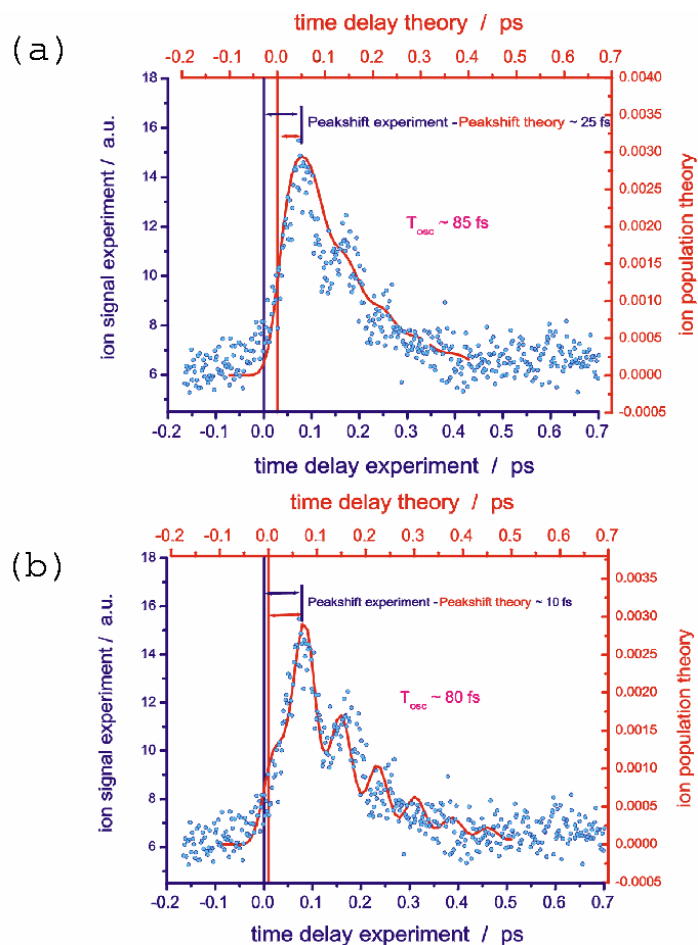 (a)
time delay theory / ps
-0.2 -0.1 0.0 0.1 0.2 0.3 0.4 0.5 0.6 0.7
18
16
14
12
10
8
6
ion signal experiment / a.u.
Peakshift experiment - Peakshift theory ~ 25 fs
Tosc ~ 85 fs
0.0040
0.0035
0.0030
0.0025
0.0020
0.0015
0.0010
0.0005
0.0000
-0.0005
ion population theory
-0.2 -0.1 0.0 0.1 0.2 0.3 0.4 0.5 0.6 0.7
time delay experiment / ps
(b)
time delay theory / ps
-0.2 -0.1 0.0 0.1 0.2 0.3 0.4 0.5 0.6 0.7
18
16
14
12
10
8
6
ion signal experiment / a.u.
Peakshift experiment - Peakshift theory ~ 10 fs
Tosc ~ 80 fs
0.0035
0.0030
0.0025
0.0020
0.0015
0.0010
0.0005
0.0000
-0.0005
ion population theory
-0.2 -0.1 0.0 0.1 0.2 0.3 0.4 0.5 0.6 0.7
time delay experiment / ps